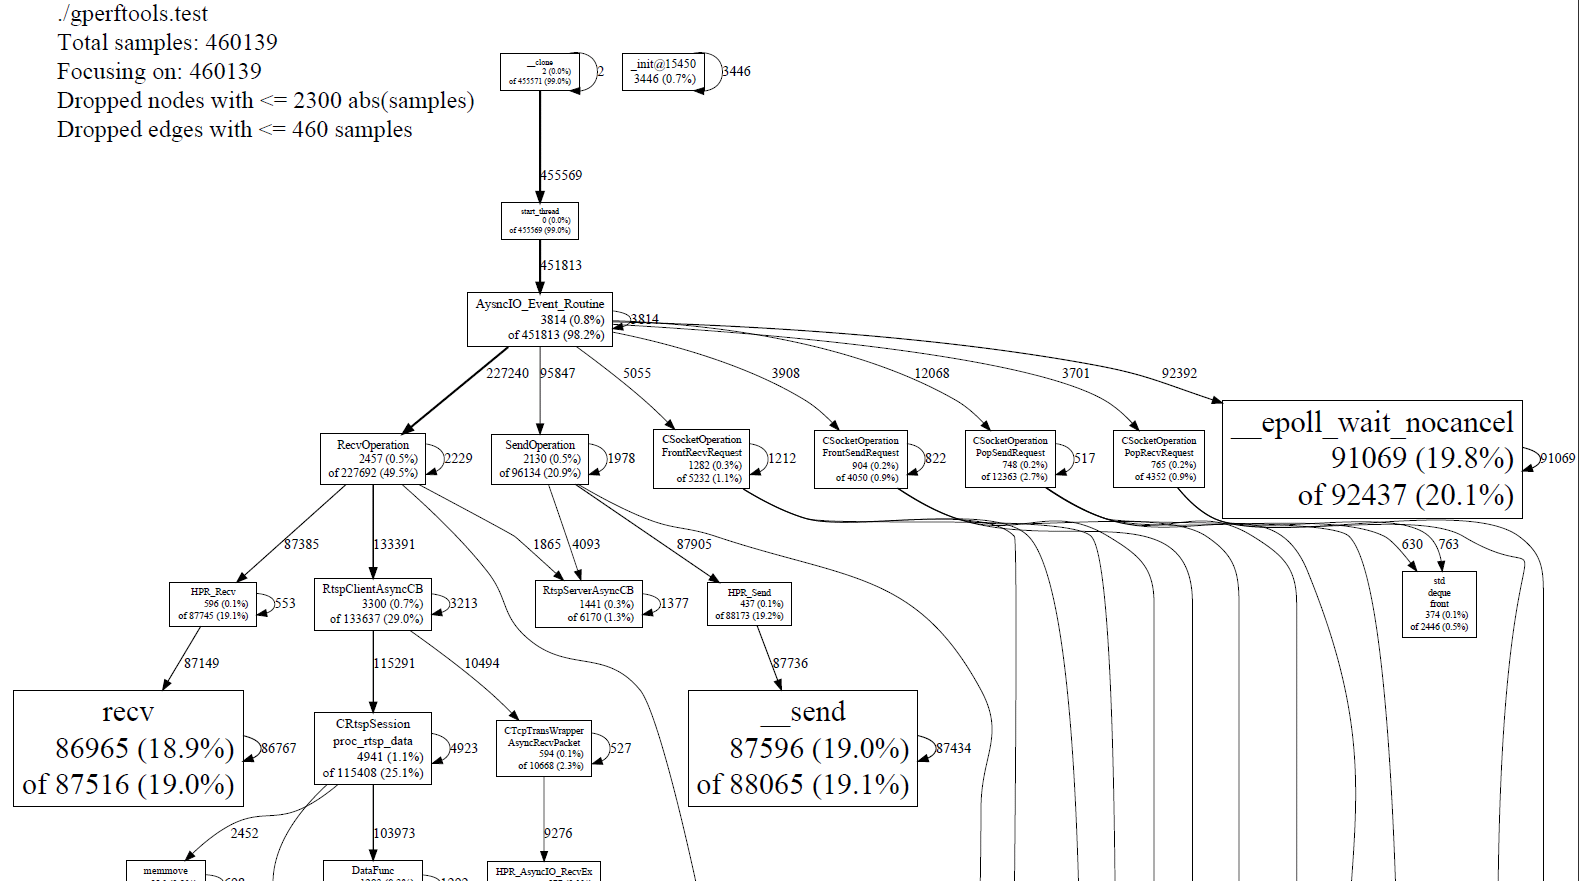 ./gperftools.test
Total samples: 460139
Focusing on: 460139
Dropped nodes with <= 2300 abs(samples)
Dropped edges with <= 460 samples
__clone
2 (0.0%)
of 455571 (99.0%)
2
_init@15450
3446 (0.7%)
3446
455569
start_thread
0 (0.0%)
of 455569 (99.0%)
451813
AysncIO_Event_Routine
3814 (0.8%)
of 451813 (98.2%)
3814
227240
95847
5055
3908
12068
3701
92392
RecvOperation
2457 (0.5%)
of 227692 (49.5%)
2229
SendOperation
2130 (0.5%)
of 96134 (20.9%)
1978
CSocketOperation
FrontRecvRequest
1282 (0.3%)
of 5232 (1.1%)
1212
CSocketOperation
FrontSendRequest
904 (0.2%)
of 4050 (0.9%)
822
CSocketOperation
PopSendRequest
748 (0.2%)
of 12363 (2.7%)
517
CSocketOperation
PopRecvRequest
765 (0.2%)
of 4352 (0.9%)
__epoll_wait_nocancel
91069 (19.8%)
of 92437 (20.1%)
91069
87385
133391
1865
4093
87905
630
763
HPR_Recv
596 (0.1%)
of 87745 (19.1%)
553
RtspClientAsyncCB
3300 (0.7%)
of 133637 (29.0%)
3213
RtspServerAsyncCB
1441 (0.3%)
of 6170 (1.3%)
1377
HPR_Send
437 (0.1%)
of 88173 (19.2%)
std
deque
front
374 (0.1%)
of 2446 (0.5%)
87149
115291
10494
87736
recv
86965 (18.9%)
of 87516 (19.0%)
86767
CRtspSession
proc_rtsp_data
4941 (1.1%)
of 115408 (25.1%)
4923
CTcpTransWrapper
AsyncRecvPacket
594 (0.1%)
of 10668 (2.3%)
527
__send
87596 (19.0%)
of 88065 (19.1%)
87434
2452
103973
9276
memmove
DataFunc
HPR_AsyncIO_RecvEx